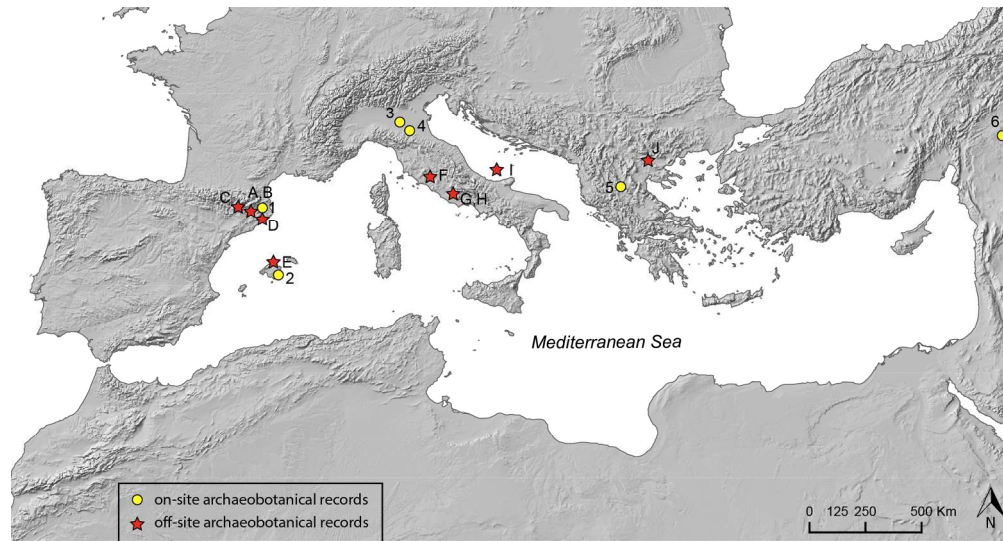 3
4
6
J
F
I
A,B
C
1
G,H
5
D
E
2
Mediterranean Sea
on-site archaeobotanical records
off-site archaeobotanical records
0 125 250 500 Km
N